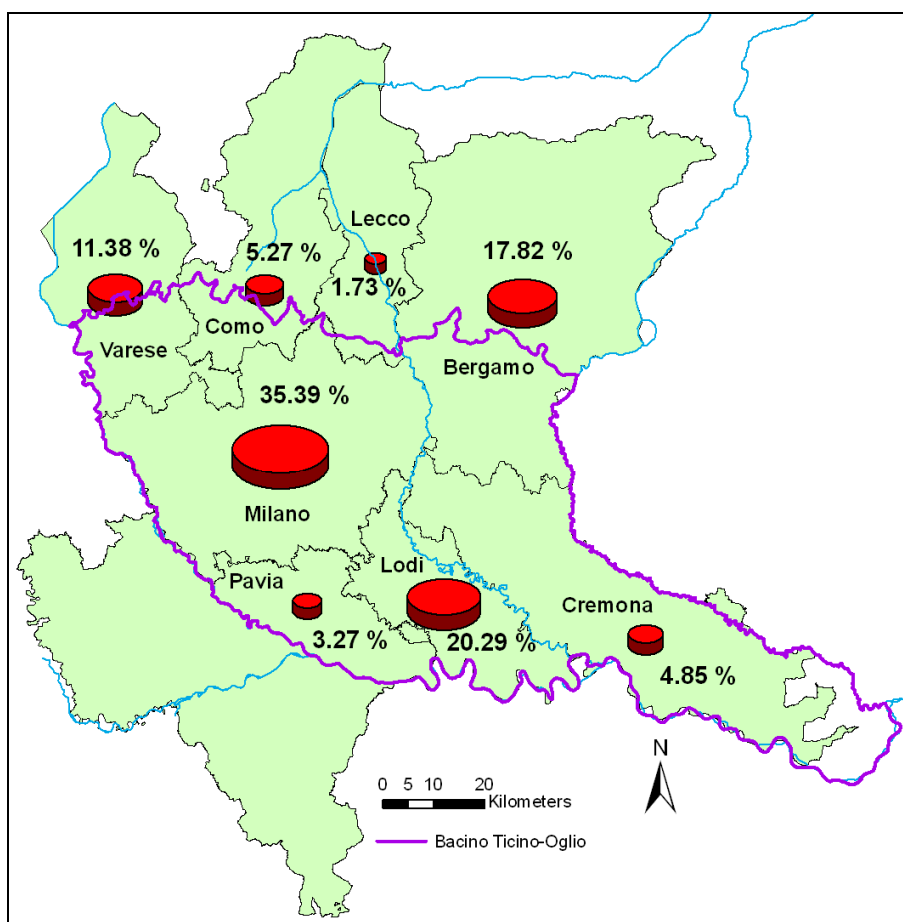 Lecco
11.38 %
5.27 %
17.82 %
1.73 %
Como
Varese
Bergamo
35.39 %
Milano
Lodi
Pavia
Cremona
3.27 %
20.29 %
4.85 %
N
0 5 10 20
Kilometers
Bacino Ticino-Oglio